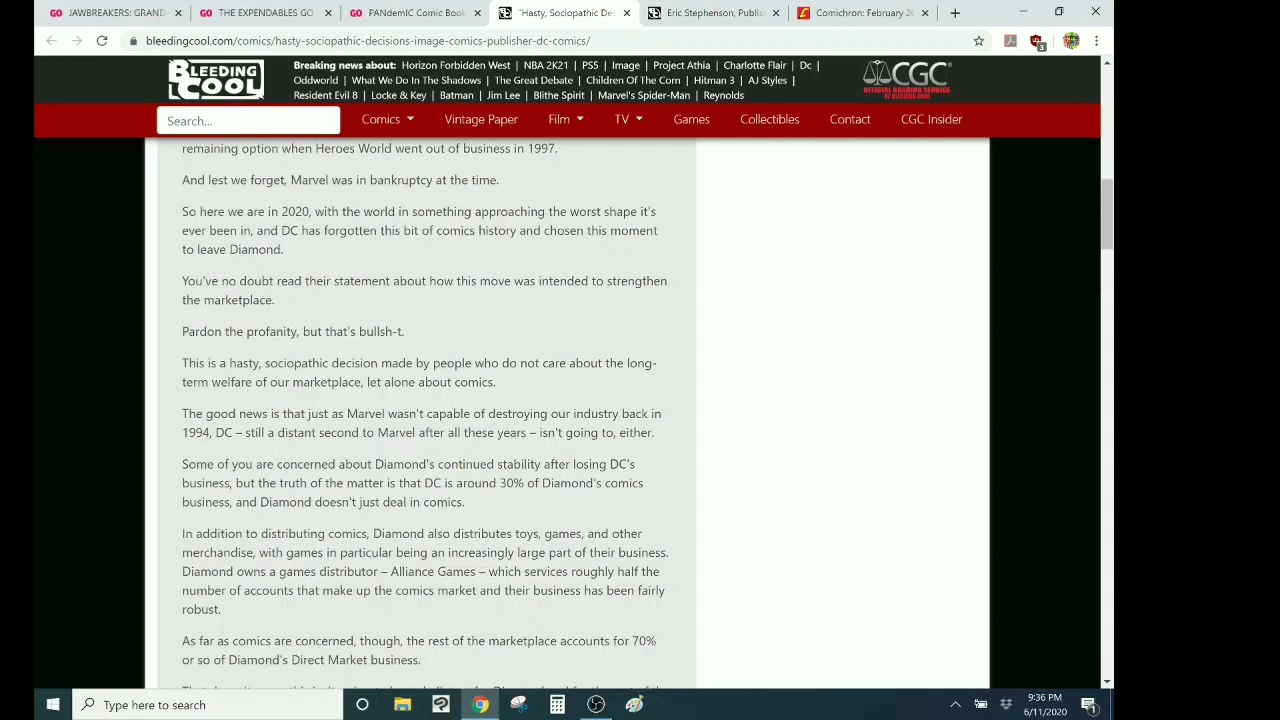 JAWBREAKERS: GRAND
THE EXPENDABLES GO
PANdemIC Comic Book
"Hasty, Sociopathic De
Eric Stephenson, Publis
Comichron: February 20
bleedingcool.com/comics/hasty-sociopathic-decisions-image-comics-publisher-dc-comics/
3
BLEEDING COOL
Breaking news about: Horizon Forbidden West | NBA 2K21 | PS5 | Image | Project Athia | Charlotte Flair | Dc |
Oddworld | What We Do In The Shadows | The Great Debate | Children Of The Corn | Hitman 3 | AJ Styles |
Resident Evil 8 | Locke & Key | Batman | Jim Lee | Blithe Spirit | Marvel's Spider-Man | Reynolds
CGC
OFFICIAL GRADING SERVICE
OF BLEEDING COOL
Search...
Comics
Vintage Paper
Film
TV
Games
Collectibles
Contact
CGC Insider
remaining option when Heroes World went out of business in 1997.
And lest we forget, Marvel was in bankruptcy at the time.
So here we are in 2020, with the world in something approaching the worst shape it's
ever been in, and DC has forgotten this bit of comics history and chosen this moment
to leave Diamond.
You've no doubt read their statement about how this move was intended to strengthen
the marketplace.
Pardon the profanity, but that's bullsh-t.
This is a hasty, sociopathic decision made by people who do not care about the long-
term welfare of our marketplace, let alone about comics.
The good news is that just as Marvel wasn't capable of destroying our industry back in
1994, DC – still a distant second to Marvel after all these years – isn't going to, either.
Some of you are concerned about Diamond's continued stability after losing DC's
business, but the truth of the matter is that DC is around 30% of Diamond's comics
business, and Diamond doesn't just deal in comics.
In addition to distributing comics, Diamond also distributes toys, games, and other
merchandise, with games in particular being an increasingly large part of their business.
Diamond owns a games distributor – Alliance Games – which services roughly half the
number of accounts that make up the comics market and their business has been fairly
robust.
As far as comics are concerned, though, the rest of the marketplace accounts for 70%
or so of Diamond's Direct Market business.
Type here to search
9:36 PM
6/11/2020
1